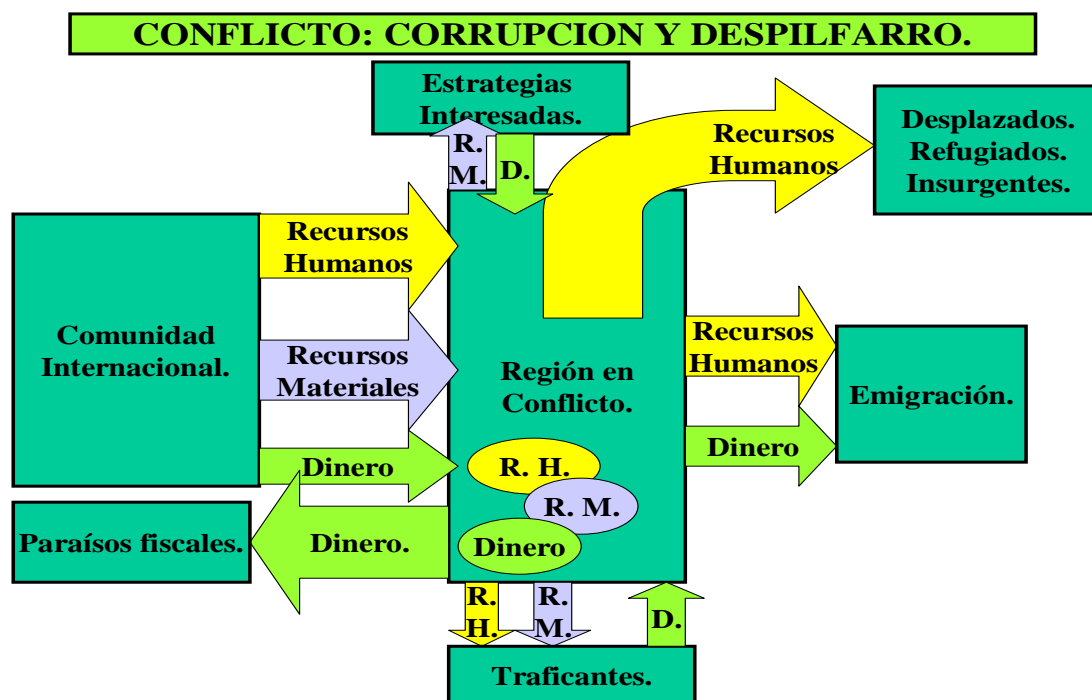 CONFLICTO: CORRUPCION Y DESPILFARRO.
Estrategias
Interesadas.
R.
M.
D.
Recursos
Humanos
Desplazados.
Refugiados.
Insurgentes.
Comunidad
Internacional.
Recursos
Humanos
Recursos
Materiales
Dinero
Región en
Conflicto.
R. H.
R. M.
Dinero
Recursos
Humanos
Dinero
Emigración.
Paraísos fiscales.
Dinero.
R.
H.
R.
M.
D.
Traficantes.